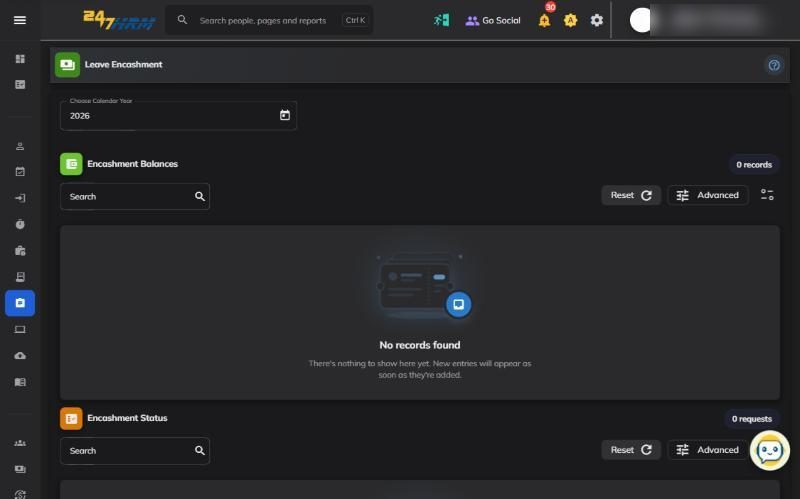 247HRM
Search people, pages and reports
Ctrl K
Go Social
30
A
Leave Encashment
Choose Calendar Year
2026
Encashment Balances
0 records
Search
Reset
Advanced
No records found
There's nothing to show here yet. New entries will appear as
soon as they're added.
Encashment Status
0 requests
Search
Reset
Advanced